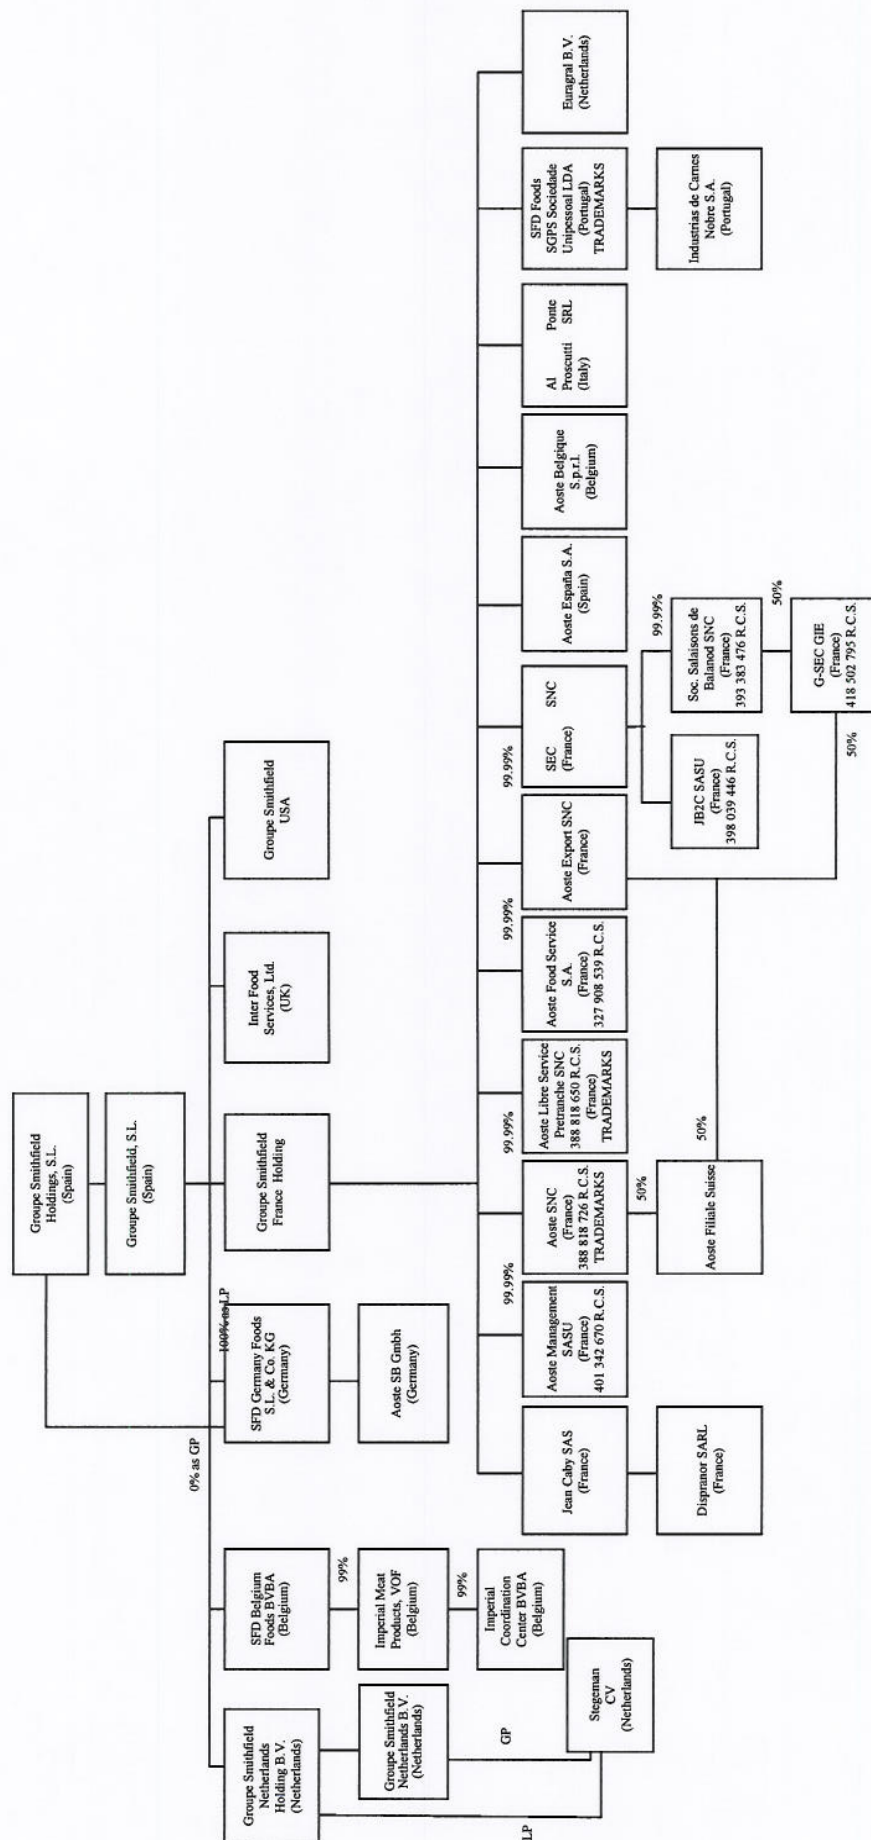 Groupe Smithfield
Holdings, S.L.
(Spain)
Groupe Smithfield, S.L.
(Spain)
0% as GP
100% as LP
Groupe Smithfield
Netherlands
Holding B.V.
(Netherlands)
SFD Belgium
Foods BVBA
(Belgium)
SFD Germany Foods
S.L. & Co. KG
(Germany)
Groupe Smithfield
France Holding
Inter Food
Services, Ltd.
(UK)
Groupe Smithfield
USA
99%
Groupe Smithfield
Netherlands B.V.
(Netherlands)
Imperial Meat
Products, VOF
(Belgium)
Aoste SB Gmbh
(Germany)
99%
Imperial
Coordination
Center BVBA
(Belgium)
GP
LP
Stegeman
CV
(Netherlands)
99.99%
99.99%
99.99%
99.99%
Jean Caby SAS
(France)
Aoste Management
SASU
(France)
401 342 670 R.C.S.
Aoste SNC
(France)
388 818 726 R.C.S.
TRADEMARKS
Aoste Libre Service
Pretranche SNC
(France)
388 818 650 R.C.S.
TRADEMARKS
Aoste Food Service
S.A.
(France)
327 908 539 R.C.S.
Aoste Export SNC
(France)
SEC SNC
(France)
Aoste España S.A.
(Spain)
Aoste Belgique
S.p.r.l.
(Belgium)
Al Ponte
Proscutti SRL
(Italy)
SFD Foods
SGPS Sociedade
Unipessoal LDA
(Portugal)
TRADEMARKS
Euragral B.V.
(Netherlands)
50%
99.99%
Dispranor SARL
(France)
Aoste Filiale Suisse
50%
JB2C SASU
(France)
398 039 446 R.C.S.
Soc. Salaisons de
Balanod SNC
(France)
393 383 476 R.C.S.
Industrias de Carnes
Nobre S.A.
(Portugal)
50%
G-SEC GIE
(France)
418 502 795 R.C.S.
50%